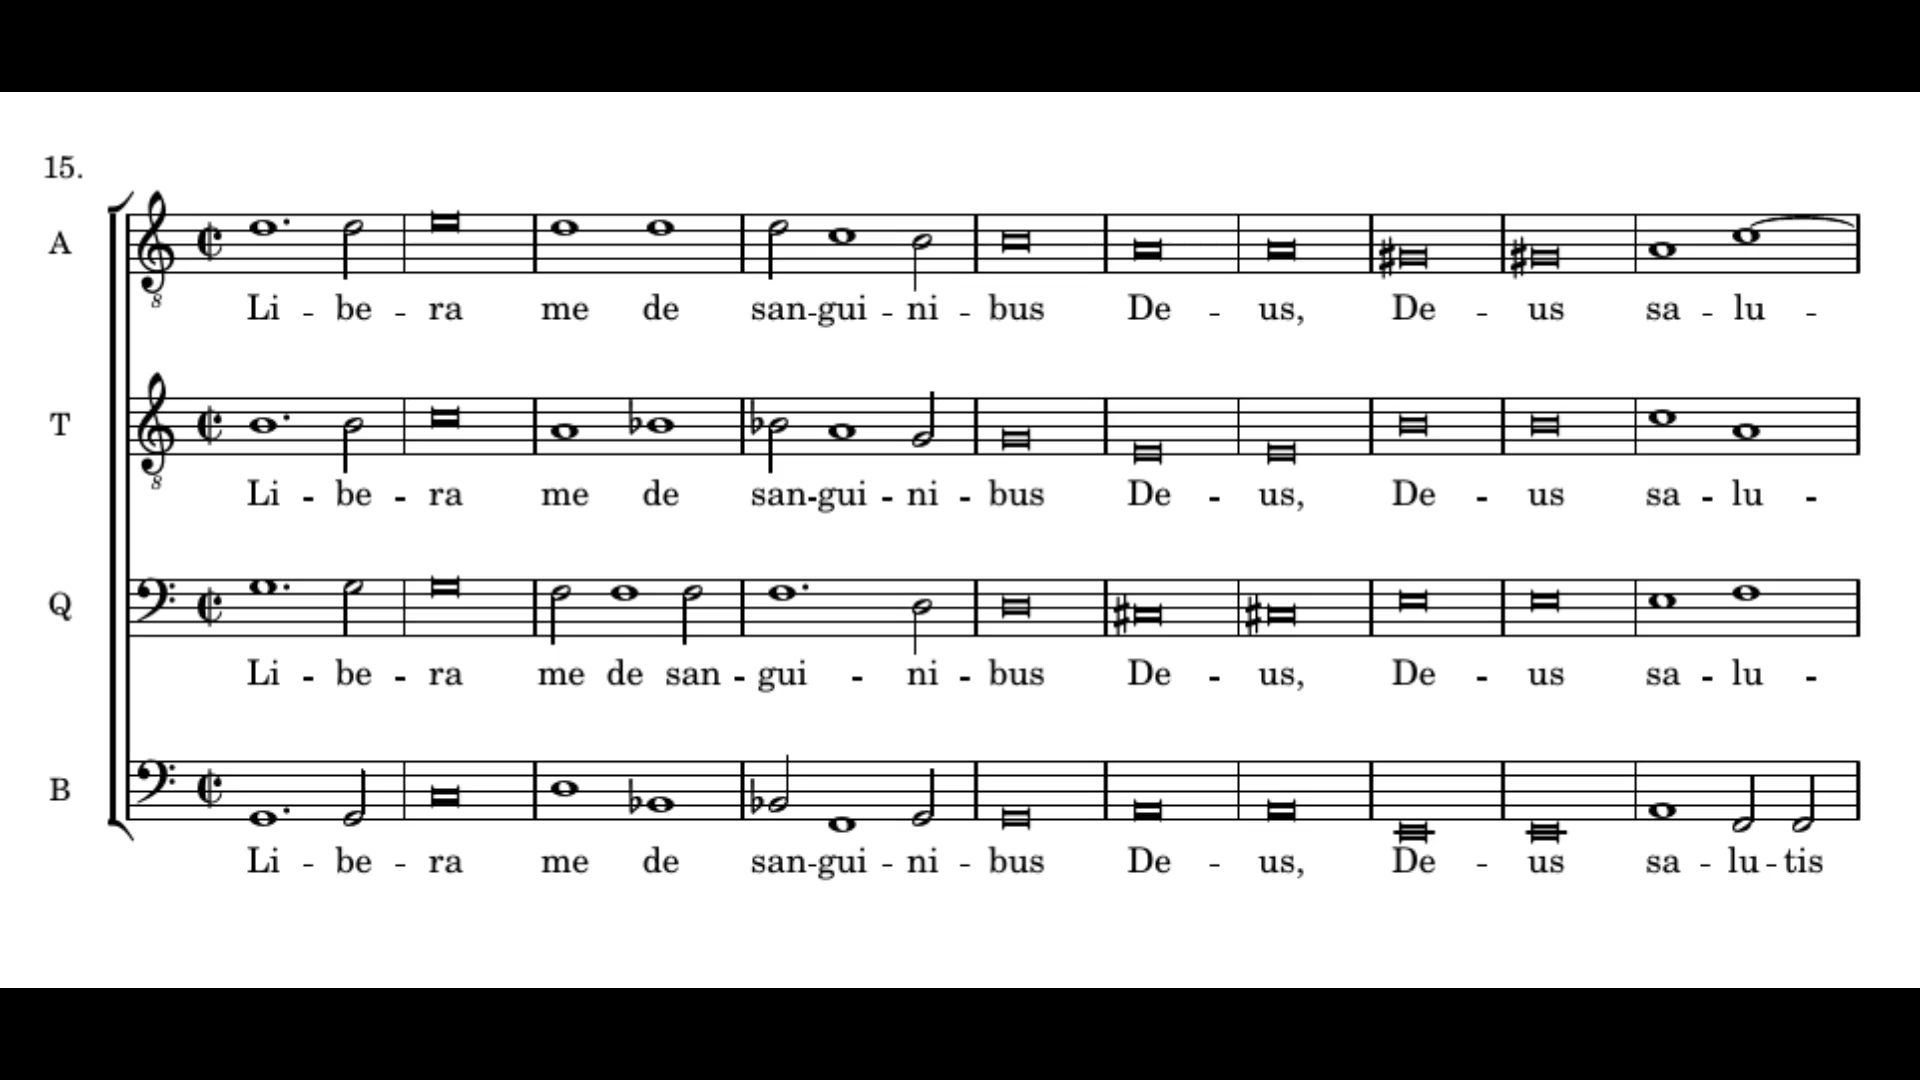 15.
A
8
Li - be - ra me de san-gui - ni - bus De - us, De - us sa - lu -
T
8
Li - be - ra me de san-gui - ni - bus De - us, De - us sa - lu -
Q
Li - be - ra me de san - gui - ni - bus De - us, De - us sa - lu -
B
Li - be - ra me de san-gui - ni - bus De - us, De - us sa - lu - tis